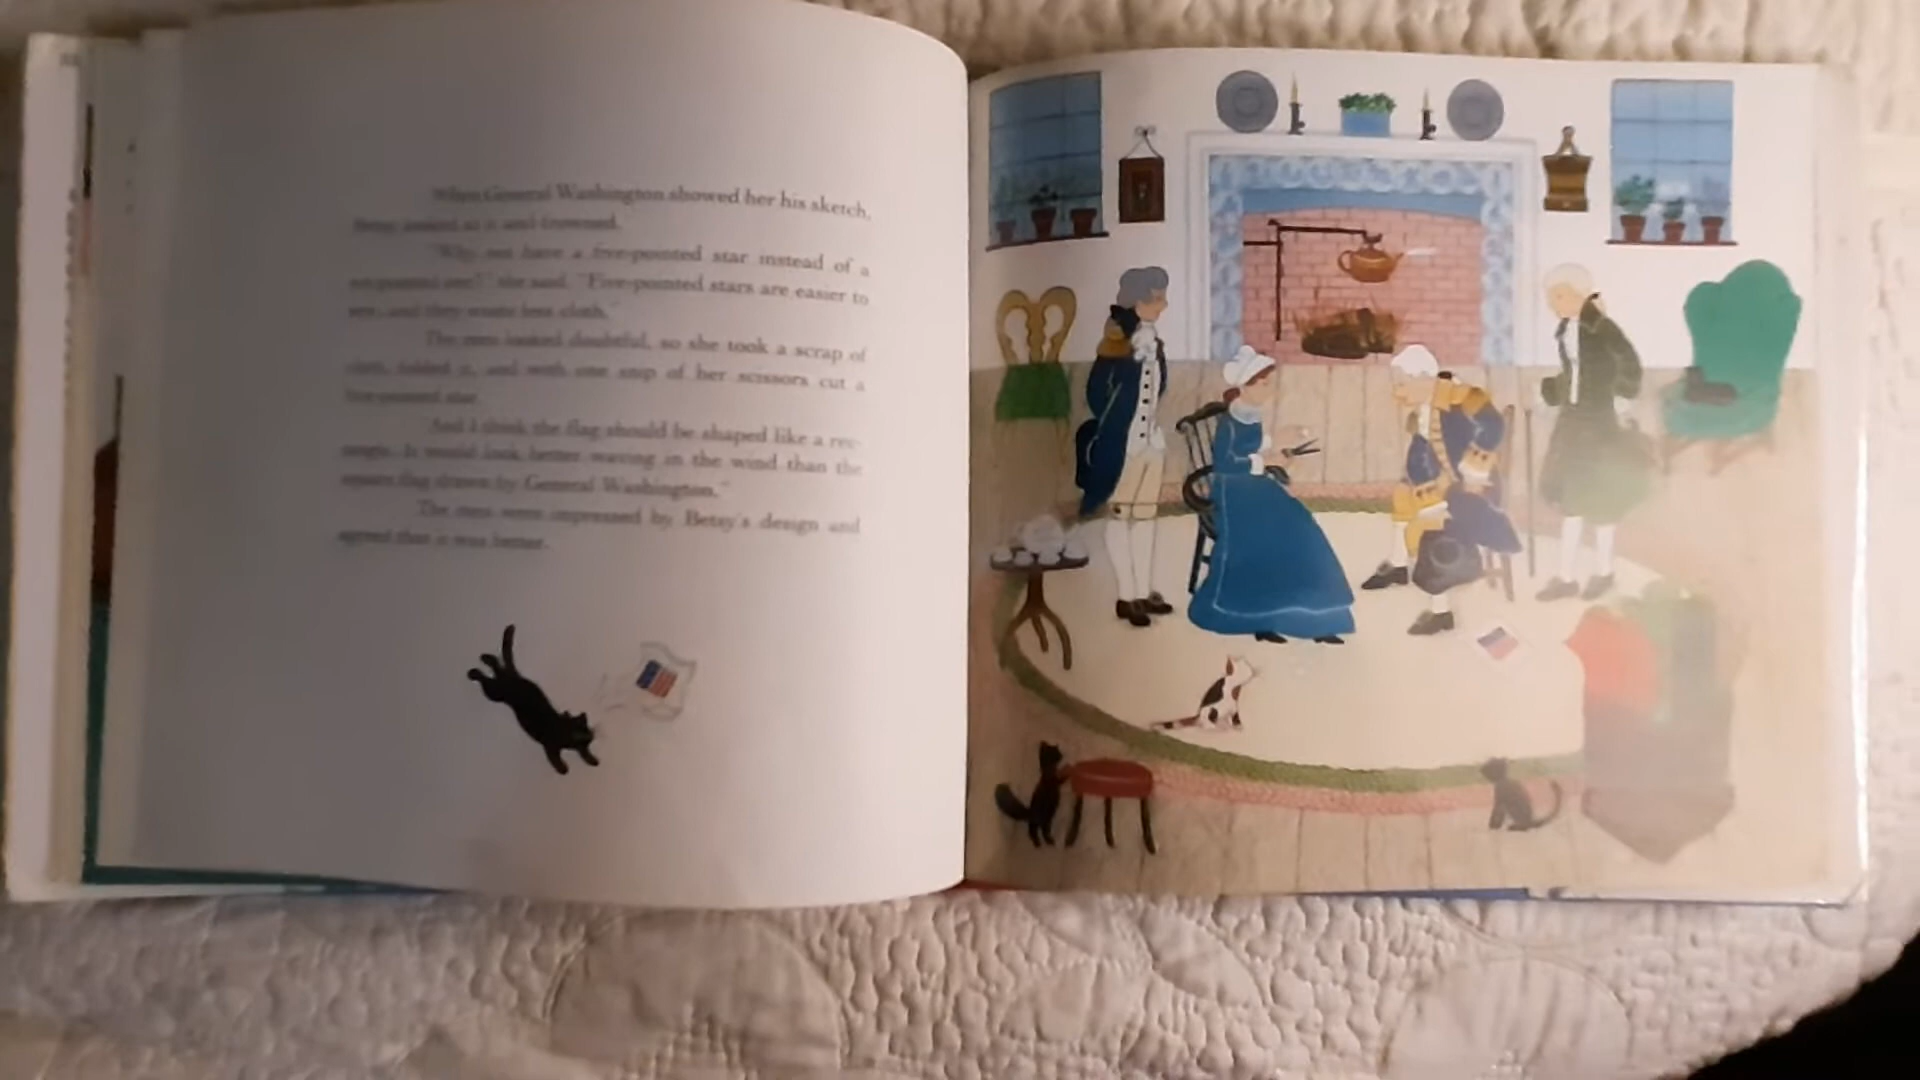 When General Washington showed her his sketch,
Betsy looked at it and frowned.
"Why not have a five-pointed star instead of a
six-pointed one?" she said. "Five-pointed stars are easier to
sew, and they waste less cloth."
The men looked doubtful, so she took a scrap of
cloth, folded it, and with one snip of her scissors cut a
five-pointed star.
"And I think the flag should be shaped like a rec-
tangle. It would look better waving in the wind than the
square flag drawn by General Washington."
The men were impressed by Betsy's design and
agreed that it was better.